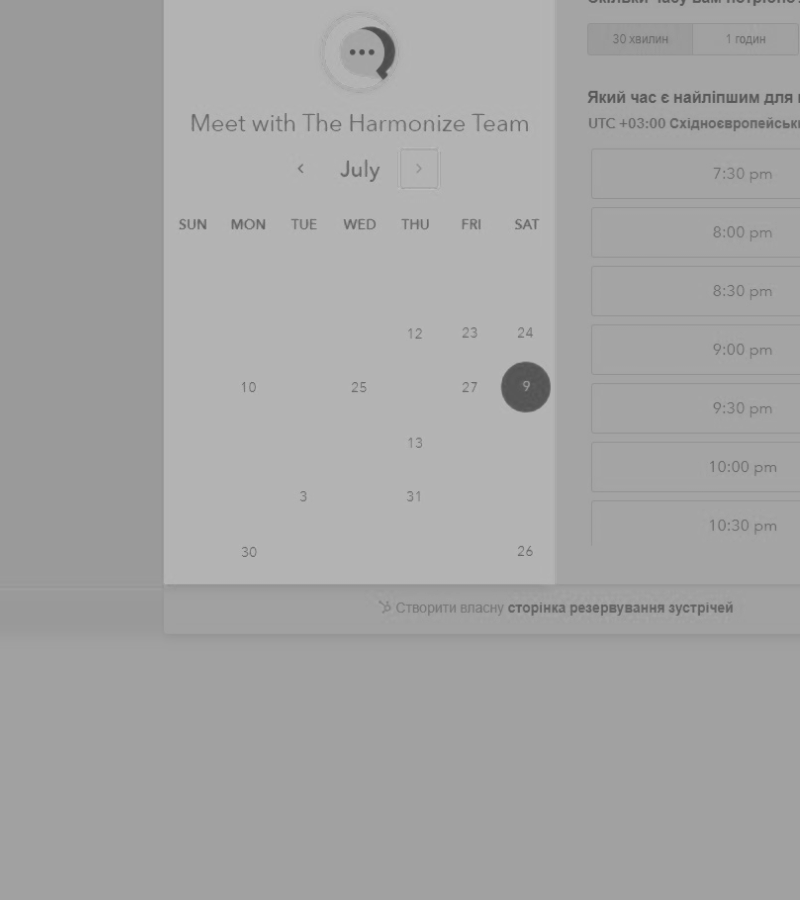 Скільки часу вам потрібно?
30 хвилин 1 годин
Meet with The Harmonize Team
Який час є найліпшим для
UTC +03:00
July
7:30 pm
SUN MON TUE WED THU FRI SAT
8:00 pm
8:30 pm
12 23 24
9:00 pm
10 25 27 9
9:30 pm
13
10:00 pm
3 31
10:30 pm
30 26
Створити власну сторінка резервування зустрічей